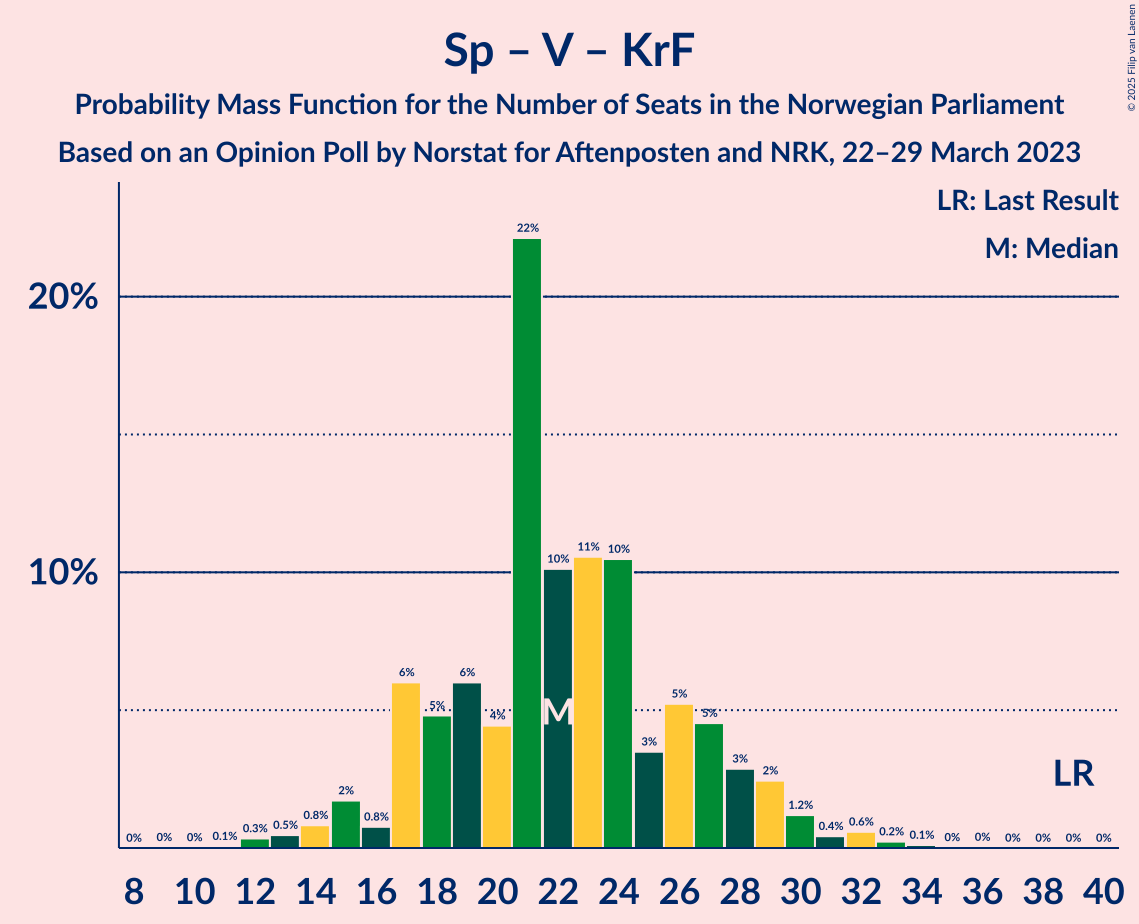 Sp – V – KrF
Probability Mass Function for the Number of Seats in the Norwegian Parliament
Based on an Opinion Poll by Norstat for Aftenposten and NRK, 22–29 March 2023
© 2025 Filip van Laenen
LR: Last Result
M: Median
20%
10%
0% 0% 0% 0.1% 0.3% 0.5% 0.8% 2% 0.8% 6% 5% 6% 4% 22% 10% 11% 10% 3% 5% 5% 3% 2% 1.2% 0.4% 0.6% 0.2% 0.1% 0% 0% 0% 0% 0% 0%
M
LR
8 10 12 14 16 18 20 22 24 26 28 30 32 34 36 38 40